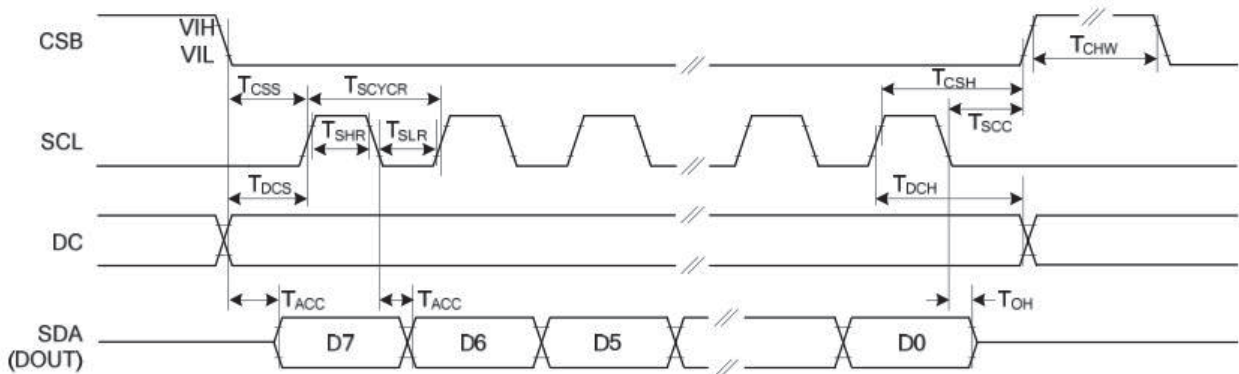 CSB
VIH
VIL
TCHW
TCSS
TSCYCR
TCSH
TSCC
SCL
TSHR
TSLR
TDCS
TDCH
DC
TACC
TACC
TOH
SDA
(DOUT)
D7
D6
D5
D0